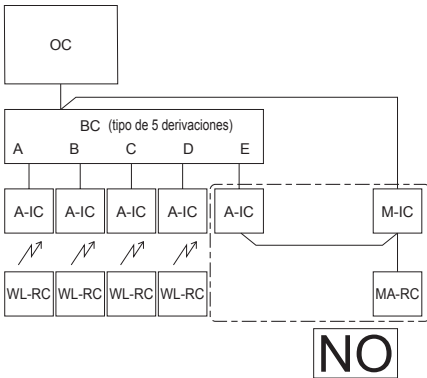 OC
BC (tipo de 5 derivaciones)
A B C D E
A-IC A-IC A-IC A-IC A-IC M-IC
WL-RC WL-RC WL-RC WL-RC MA-RC
NO